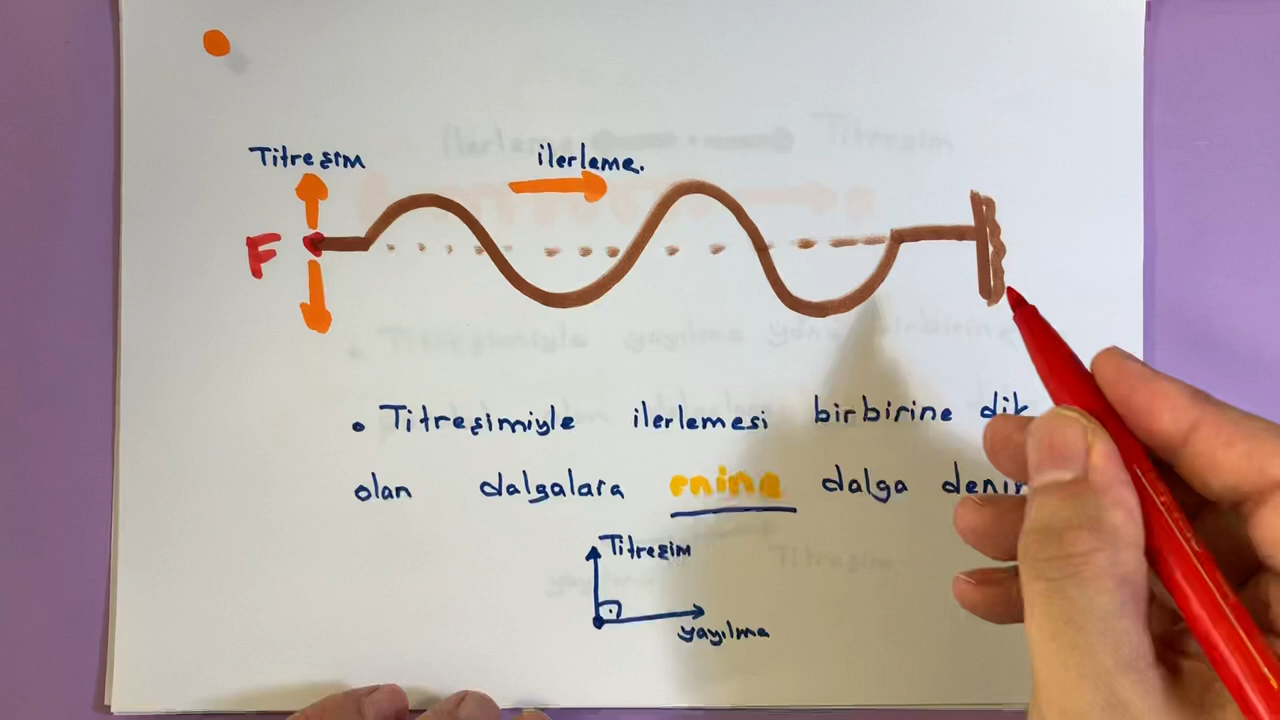 Titreşim
ilerleme.
F
• Titreşimiyle ilerlemesi birbirine dik
olan dalgalara enine dalga denir
Titreşim
yayılma